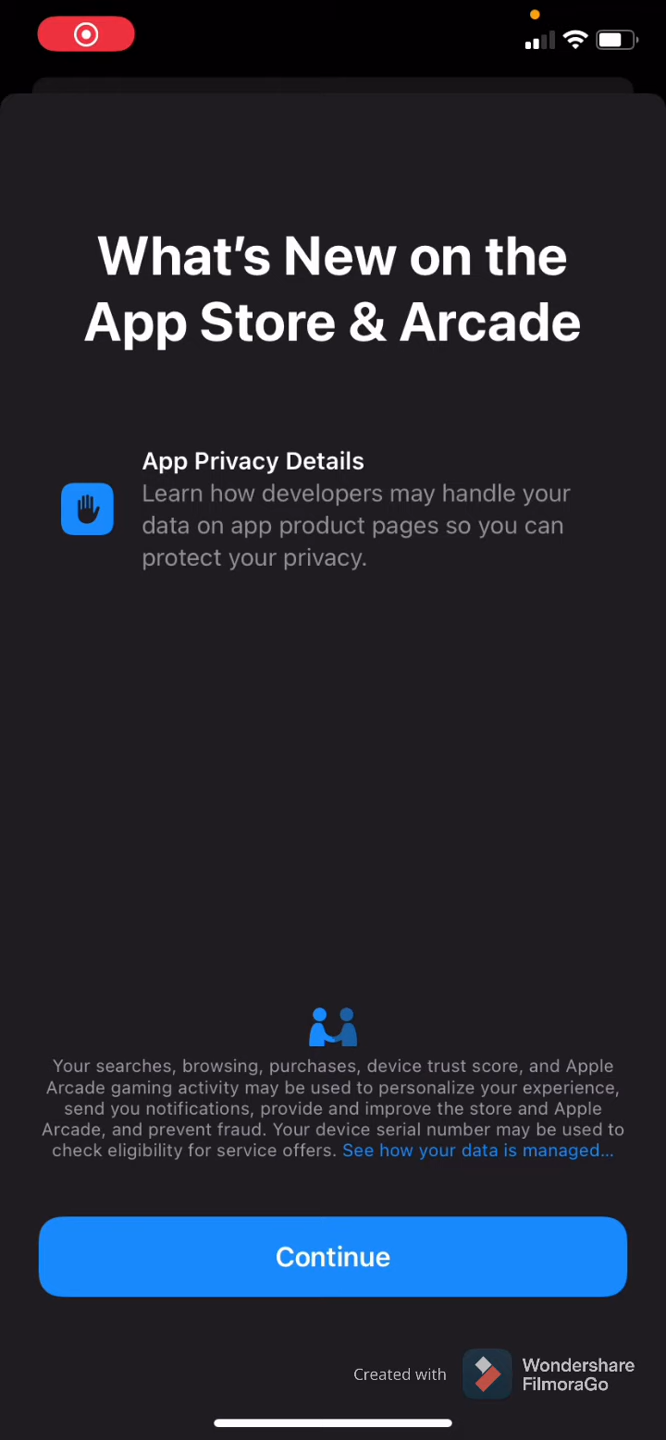 What's New on the
App Store & Arcade
App Privacy Details
Learn how developers may handle your
data on app product pages so you can
protect your privacy.
Your searches, browsing, purchases, device trust score, and Apple
Arcade gaming activity may be used to personalize your experience,
send you notifications, provide and improve the store and Apple
Arcade, and prevent fraud. Your device serial number may be used to
check eligibility for service offers. See how your data is managed...
Continue
Created with
Wondershare
FilmoraGo